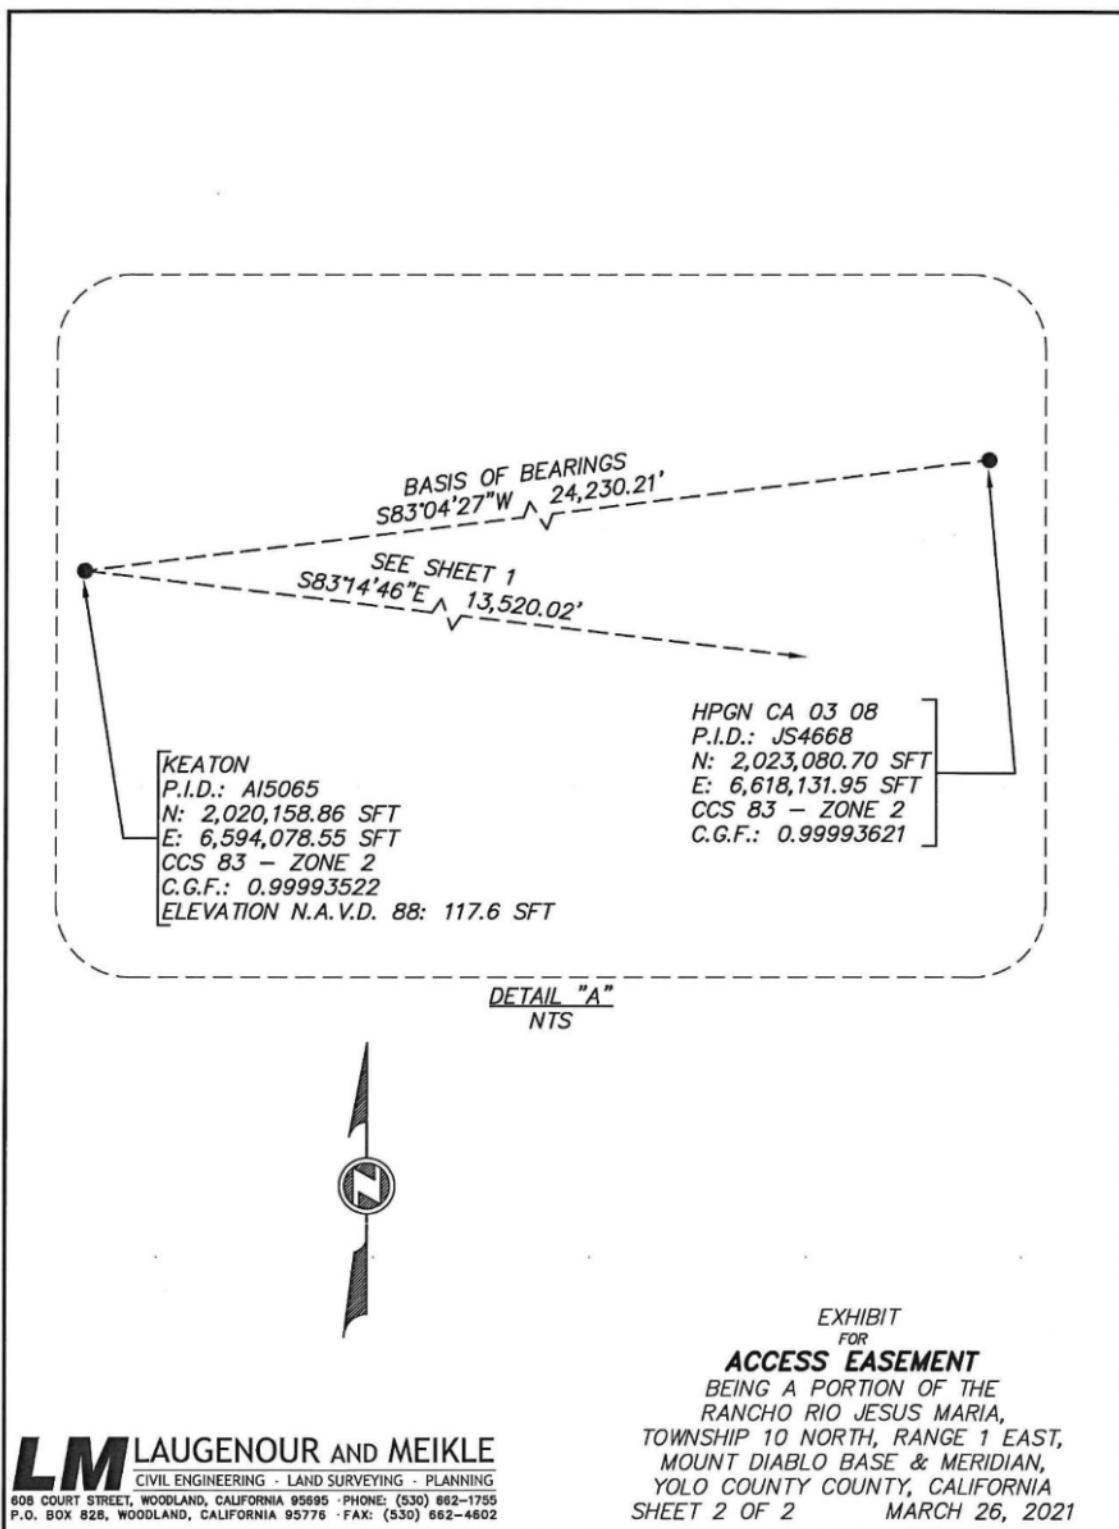 BASIS OF BEARINGS
S83°04'27"W 24,230.21'
SEE SHEET 1
S83°14'46"E 13,520.02'
HPGN CA 03 08
P.I.D.: JS4668
N: 2,023,080.70 SFT
E: 6,618,131.95 SFT
CCS 83 – ZONE 2
C.G.F.: 0.99993621
KEATON
P.I.D.: AI5065
N: 2,020,158.86 SFT
E: 6,594,078.55 SFT
CCS 83 – ZONE 2
C.G.F.: 0.99993522
ELEVATION N.A.V.D. 88: 117.6 SFT
DETAIL "A"
NTS
N
EXHIBIT
FOR
ACCESS EASEMENT
BEING A PORTION OF THE
RANCHO RIO JESUS MARIA,
TOWNSHIP 10 NORTH, RANGE 1 EAST,
MOUNT DIABLO BASE & MERIDIAN,
YOLO COUNTY COUNTY, CALIFORNIA
SHEET 2 OF 2 MARCH 26, 2021
LM LAUGENOUR AND MEIKLE
CIVIL ENGINEERING · LAND SURVEYING · PLANNING
608 COURT STREET, WOODLAND, CALIFORNIA 95695 · PHONE: (530) 662–1755
P.O. BOX 828, WOODLAND, CALIFORNIA 95776 · FAX: (530) 662–4602